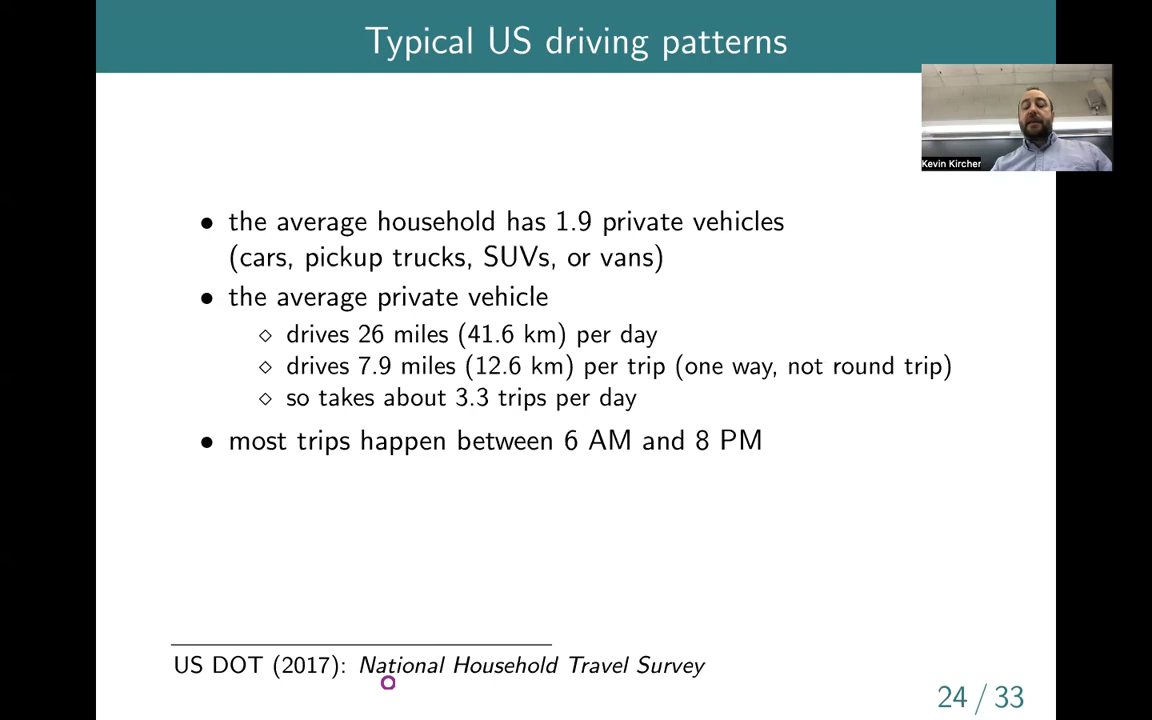 Typical US driving patterns
Kevin Kircher
• the average household has 1.9 private vehicles
(cars, pickup trucks, SUVs, or vans)
• the average private vehicle
⋄ drives 26 miles (41.6 km) per day
⋄ drives 7.9 miles (12.6 km) per trip (one way, not round trip)
⋄ so takes about 3.3 trips per day
• most trips happen between 6 AM and 8 PM
US DOT (2017): National Household Travel Survey
24 / 33